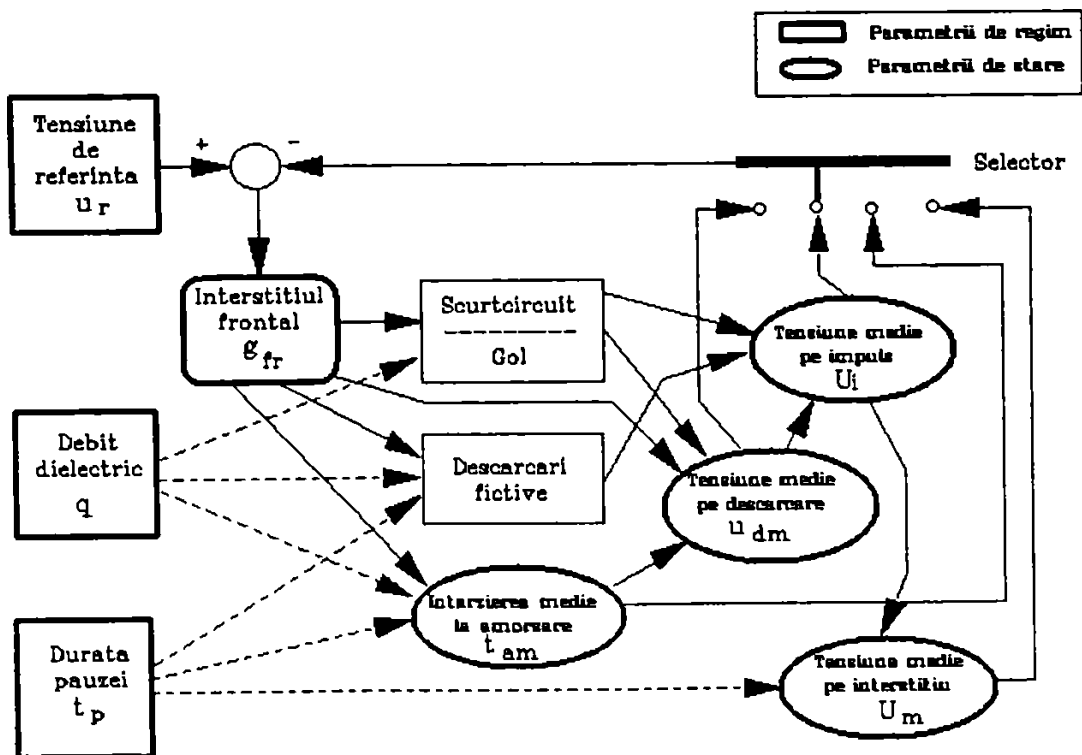 Parametrii de regim
Parametrii de stare
Tensiune
de
referinta
u r
+
-
Selector
Interstitiul
frontal
g fr
Scurtcircuit
Gol
Tensiune medie
pe impuls
Ui
Debit
dielectric
q
Descarcari
fictive
Tensiune medie
pe descarcare
u dm
Intarzierea medie
la amorsare
t am
Durata
pauzei
t p
Tensiune medie
pe interstitiu
U m